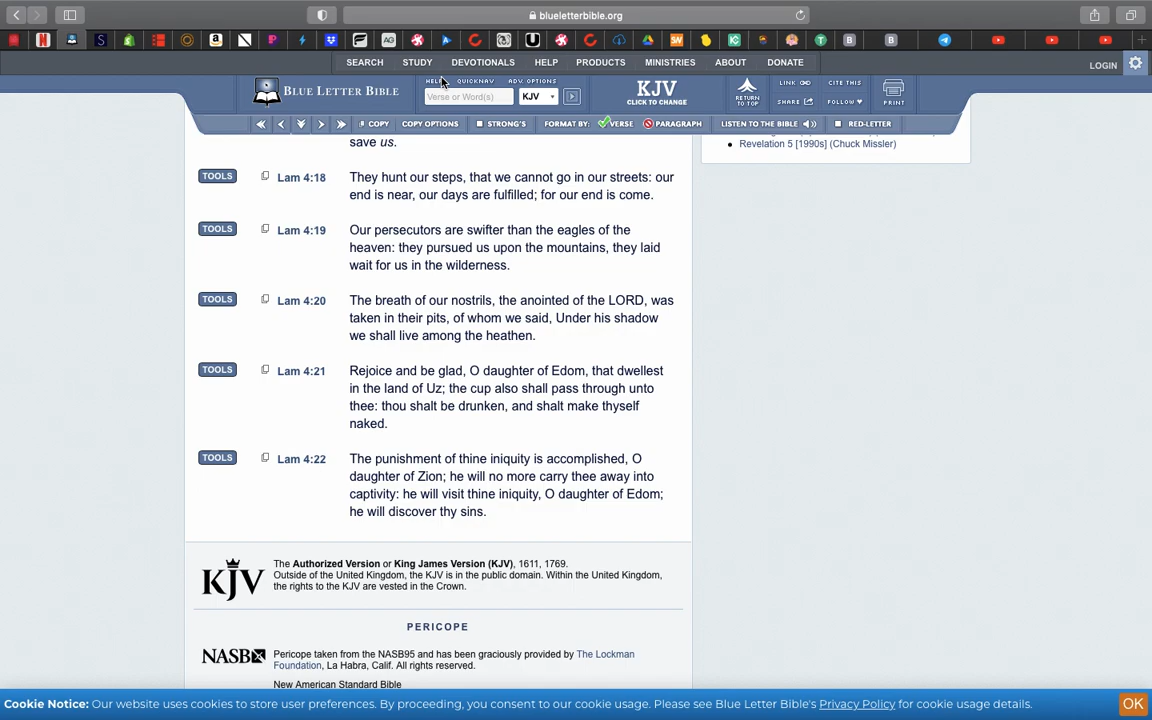 blueletterbible.org
SEARCH STUDY DEVOTIONALS HELP PRODUCTS MINISTRIES ABOUT DONATE LOGIN
HELP QUICKNAV ADV. OPTIONS
BLUE LETTER BIBLE
Verse or Word(s) KJV
KJV
CLICK TO CHANGE
RETURN
TO TOP
LINK CITE THIS
SHARE FOLLOW
PRINT
COPY COPY OPTIONS STRONG'S FORMAT BY: VERSE PARAGRAPH LISTEN TO THE BIBLE RED-LETTER
save us.
Revelation 5 [1990s] (Chuck Missler)
TOOLS Lam 4:18 They hunt our steps, that we cannot go in our streets: our
end is near, our days are fulfilled; for our end is come.
TOOLS Lam 4:19 Our persecutors are swifter than the eagles of the
heaven: they pursued us upon the mountains, they laid
wait for us in the wilderness.
TOOLS Lam 4:20 The breath of our nostrils, the anointed of the LORD, was
taken in their pits, of whom we said, Under his shadow
we shall live among the heathen.
TOOLS Lam 4:21 Rejoice and be glad, O daughter of Edom, that dwellest
in the land of Uz; the cup also shall pass through unto
thee: thou shalt be drunken, and shalt make thyself
naked.
TOOLS Lam 4:22 The punishment of thine iniquity is accomplished, O
daughter of Zion; he will no more carry thee away into
captivity: he will visit thine iniquity, O daughter of Edom;
he will discover thy sins.
KJV
The Authorized Version or King James Version (KJV), 1611, 1769.
Outside of the United Kingdom, the KJV is in the public domain. Within the United Kingdom,
the rights to the KJV are vested in the Crown.
PERICOPE
NASB
Pericope taken from the NASB95 and has been graciously provided by The Lockman
Foundation, La Habra, Calif. All rights reserved.
New American Standard Bible
Cookie Notice: Our website uses cookies to store user preferences. By proceeding, you consent to our cookie usage. Please see Blue Letter Bible's Privacy Policy for cookie usage details. OK